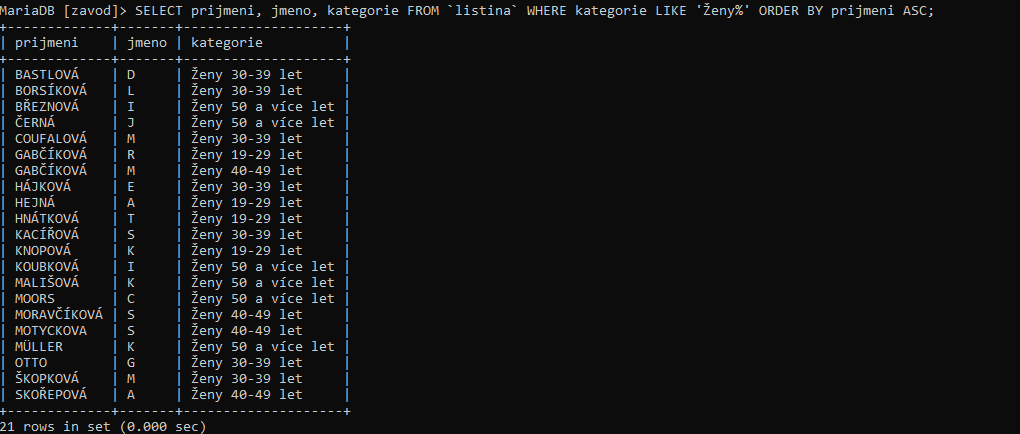 MariaDB [zavod]> SELECT prijmeni, jmeno, kategorie FROM `listina` WHERE kategorie LIKE 'Ženy%' ORDER BY prijmeni ASC;
+-------------+-------+--------------------+
| prijmeni    | jmeno | kategorie          |
+-------------+-------+--------------------+
| BASTLOVÁ    | D     | Ženy 30-39 let     |
| BORSÍKOVÁ   | L     | Ženy 30-39 let     |
| BŘEZNOVÁ    | I     | Ženy 50 a více let |
| ČERNÁ       | J     | Ženy 50 a více let |
| COUFALOVÁ   | M     | Ženy 30-39 let     |
| GABČÍKOVÁ   | R     | Ženy 19-29 let     |
| GABČÍKOVÁ   | M     | Ženy 40-49 let     |
| HÁJKOVÁ     | E     | Ženy 30-39 let     |
| HEJNÁ       | A     | Ženy 19-29 let     |
| HNÁTKOVÁ    | T     | Ženy 19-29 let     |
| KACÍŘOVÁ    | S     | Ženy 30-39 let     |
| KNOPOVÁ     | K     | Ženy 19-29 let     |
| KOUBKOVÁ    | I     | Ženy 50 a více let |
| MALIŠOVÁ    | K     | Ženy 50 a více let |
| MOORS       | C     | Ženy 50 a více let |
| MORAVČÍKOVÁ | S     | Ženy 40-49 let     |
| MOTYCKOVA   | S     | Ženy 40-49 let     |
| MÜLLER      | K     | Ženy 50 a více let |
| OTTO        | G     | Ženy 30-39 let     |
| ŠKOPKOVÁ    | M     | Ženy 30-39 let     |
| SKOŘEPOVÁ   | A     | Ženy 40-49 let     |
+-------------+-------+--------------------+
21 rows in set (0.000 sec)